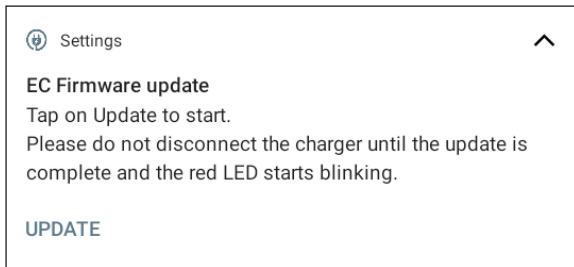 Settings
EC Firmware update
Tap on Update to start.
Please do not disconnect the charger until the update is
complete and the red LED starts blinking.
UPDATE